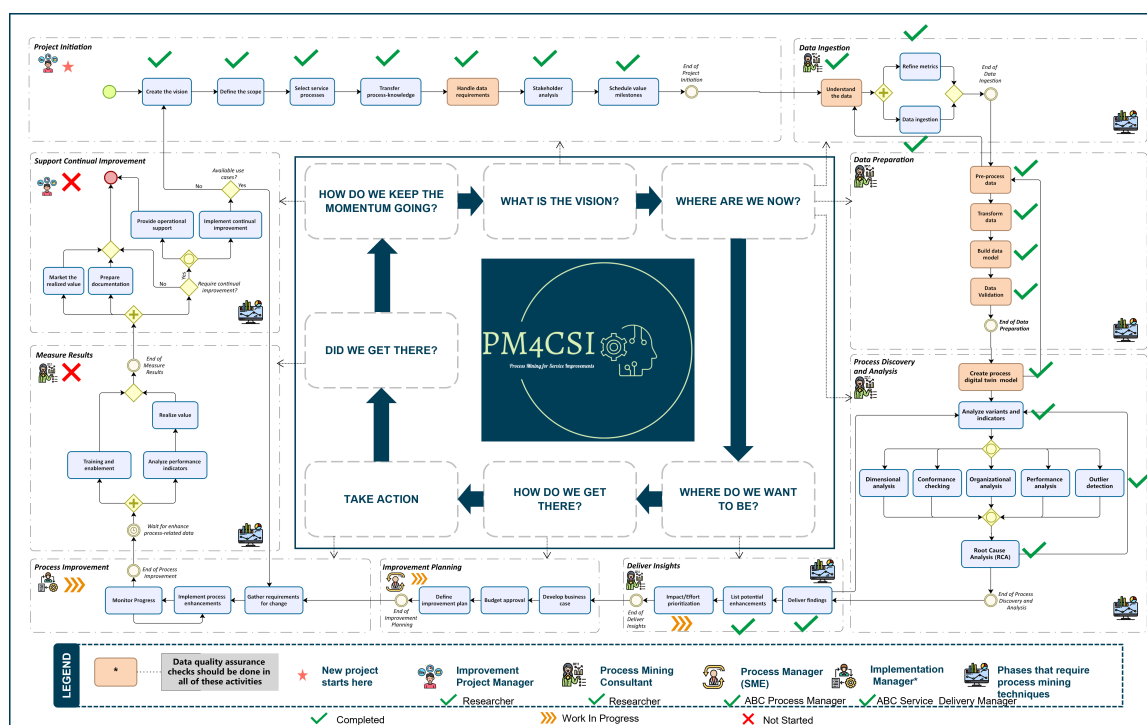 Project Initiation
Create the vision
Define the scope
Select service
processes
Transfer
process-knowledge
Handle data
requirements
Stakeholder
analysis
Schedule value
milestones
End of
Project
Initiation
Data Ingestion
Understand
the data
Refine metrics
Data ingestion
End of
Data
Ingestion
Support Continual Improvement
Available use
cases?
No
Yes
Provide operational
support
Implement continual
improvement
Market the
realized value
Prepare
documentation
No
Yes
Require continual
improvement?
HOW DO WE KEEP THE
MOMENTUM GOING?
WHAT IS THE VISION?
WHERE ARE WE NOW?
Data Preparation
Pre-process
data
Transform
data
Build data
model
Data
Validation
End of Data
Preparation
PM4CSI
Process Mining for Service Improvements
DID WE GET THERE?
Measure Results
End of
Measure
Results
Realize value
Training and
enablement
Analyze performance
indicators
Wait for enhance
process-related data
Process Discovery
and Analysis
Create process
digital twin model
Analyze variants and
indicators
Dimensional
analysis
Conformance
checking
Organizational
analysis
Performance
analysis
Outlier
detection
Root Cause
Analysis (RCA)
End of Process
Discovery and
Analysis
TAKE ACTION
HOW DO WE GET
THERE?
WHERE DO WE WANT
TO BE?
Process Improvement
End of Process
Improvement
Monitor Progress
Implement process
enhancements
Gather requirements
for change
Improvement Planning
End of
Improvement
Planning
Define
improvement plan
Budget approval
Develop business
case
Deliver Insights
End of
Deliver
Insights
Impact/Effort
prioritization
List potential
enhancements
Deliver findings
LEGEND
*
Data quality assurance
checks should be done in
all of these activities
New project
starts here
Improvement
Project Manager
Process Mining
Consultant
Process Manager
(SME)
Implementation
Manager*
Phases that require
process mining
techniques
Researcher
Researcher
ABC Process Manager
ABC Service Delivery Manager
Completed
Work In Progress
Not Started